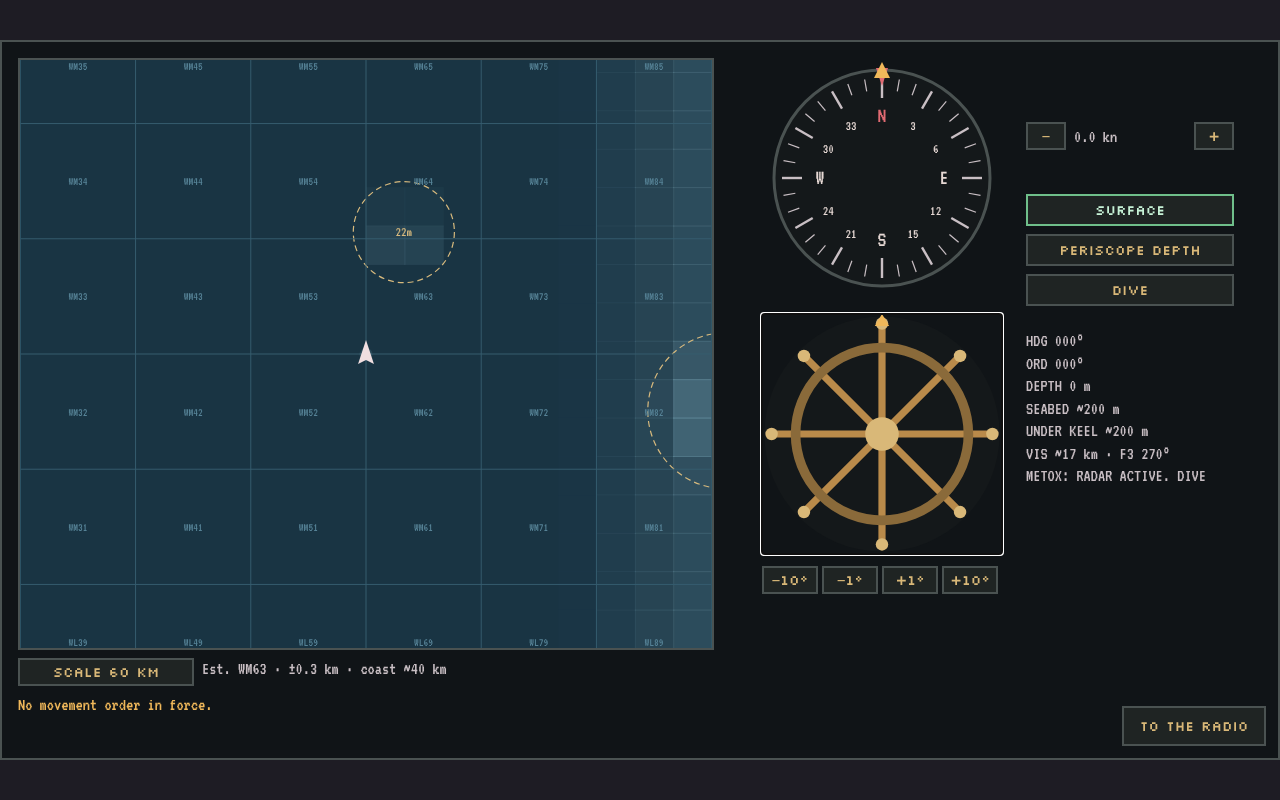 WM35 WM45 WM55 WM65 WM75 WM85
WM34 WM44 WM54 WM64 WM74 WM84
22m
WM33 WM43 WM53 WM63 WM73 WM83
WM32 WM42 WM52 WM62 WM72 WM82
WM31 WM41 WM51 WM61 WM71 WM81
WL39 WL49 WL59 WL69 WL79 WL89
SCALE 60 KM
Est. WM63 · ±0.3 km · coast ~40 km
No movement order in force.
N
33 3
30 6
W E
24 12
21 15
S
−10° −1° +1° +10°
− 0.0 kn +
SURFACE
PERISCOPE DEPTH
DIVE
HDG 000°
ORD 000°
DEPTH 0 m
SEABED ~200 m
UNDER KEEL ~200 m
VIS ~17 km · F3 270°
METOX: RADAR ACTIVE. DIVE
TO THE RADIO